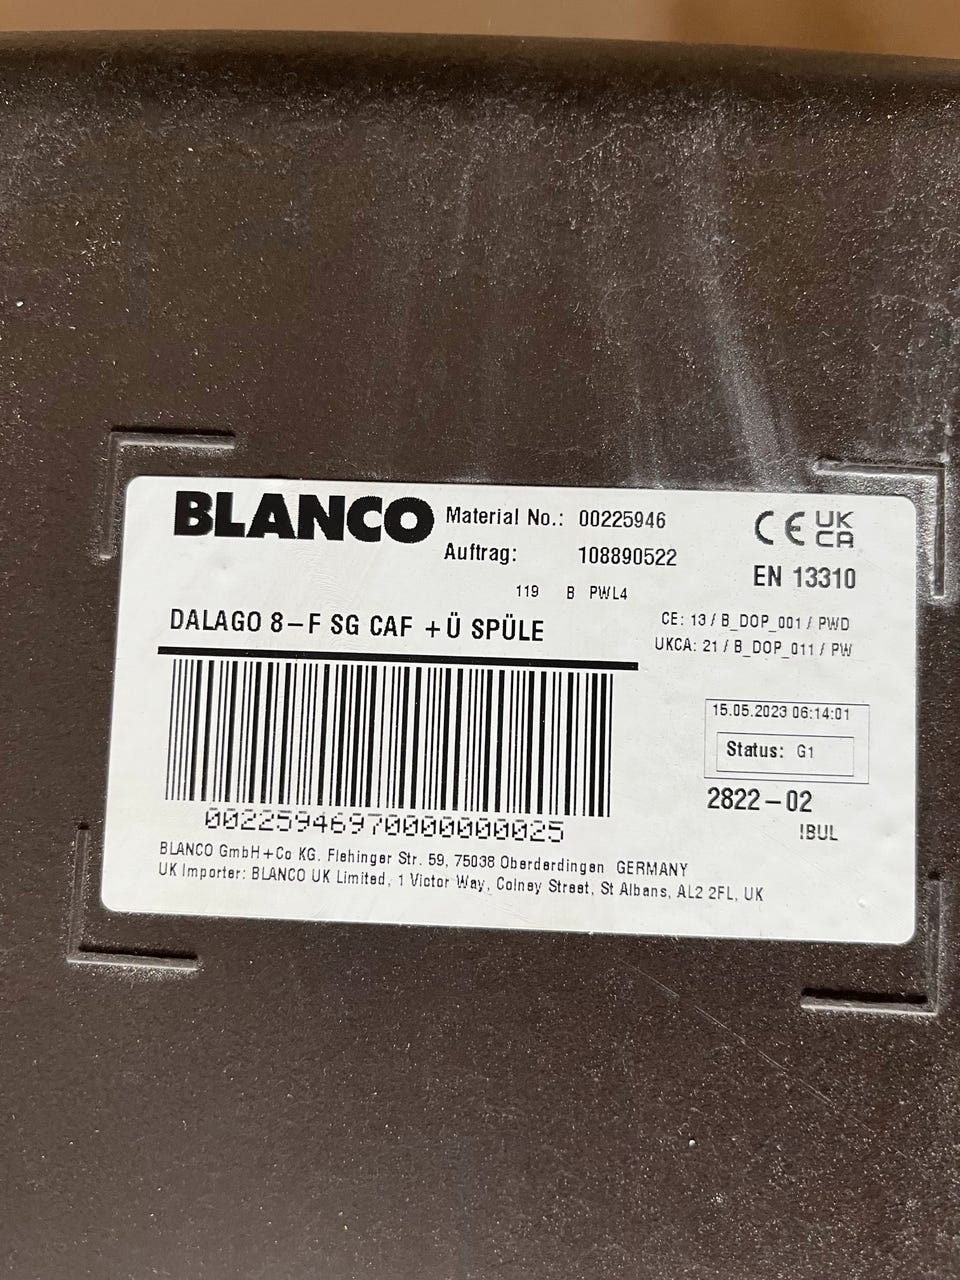 BLANCO
Material No.: 00225946
Auftrag: 108890522
119 B PWL4
CE UK CA
EN 13310
DALAGO 8-F SG CAF +Ü SPÜLE
CE: 13 / B_DOP_001 / PWD
UKCA: 21 / B_DOP_011 / PW
15.05.2023 06:14:01
Status: G1
2822-02
!BUL
00225946970000000025
BLANCO GmbH+Co KG. Flehinger Str. 59, 75038 Oberderdingen GERMANY
UK Importer: BLANCO UK Limited, 1 Victor Way, Colney Street, St Albans, AL2 2FL, UK